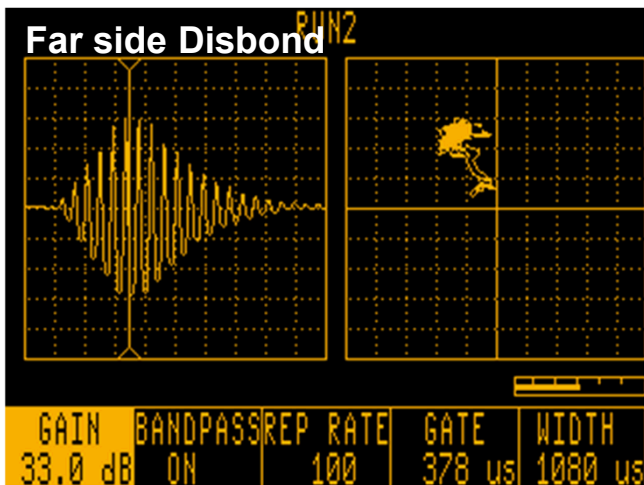 RUN2
Far side Disbond
GAIN BANDPASS REP RATE GATE WIDTH
33.0 dB ON 100 378 us 1080 us